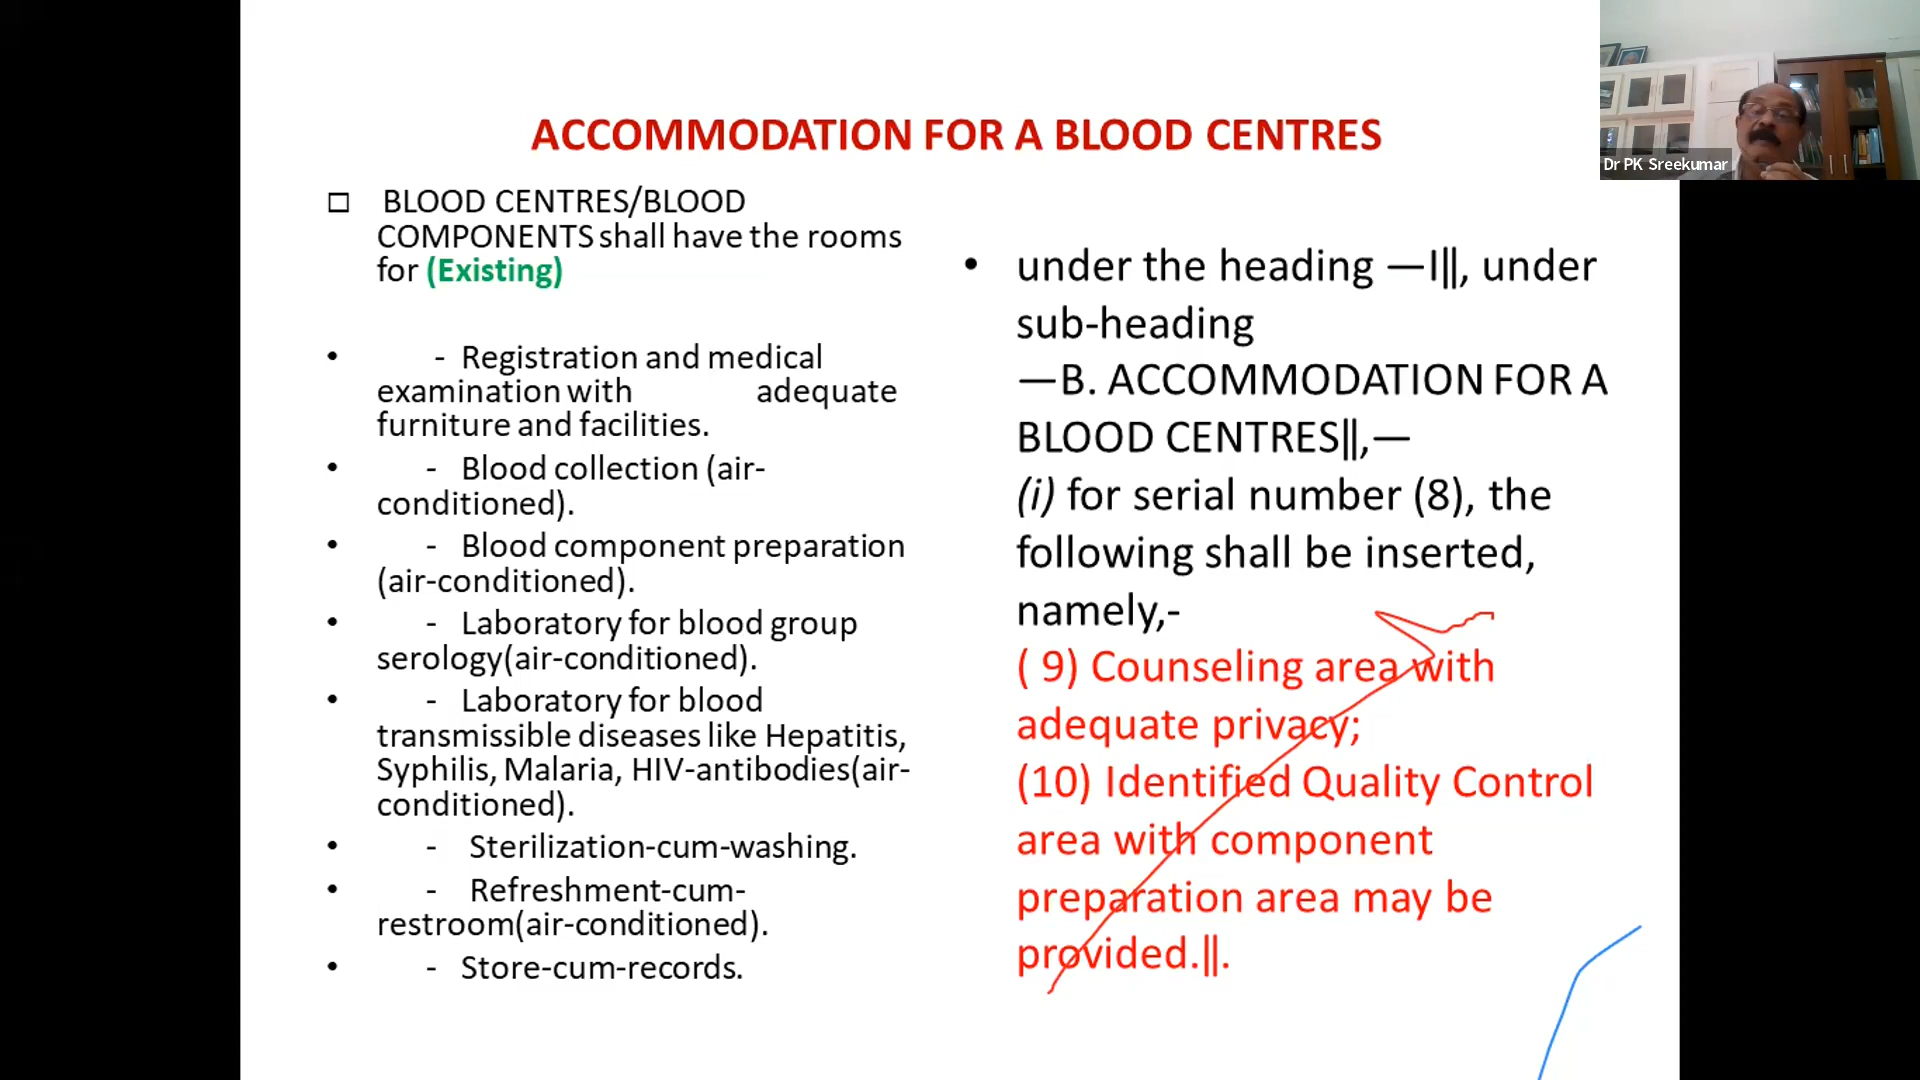 ACCOMMODATION FOR A BLOOD CENTRES
BLOOD CENTRES/BLOOD
COMPONENTS shall have the rooms
for (Existing)
• - Registration and medical
examination with adequate
furniture and facilities.
• - Blood collection (air-
conditioned).
• - Blood component preparation
(air-conditioned).
• - Laboratory for blood group
serology(air-conditioned).
• - Laboratory for blood
transmissible diseases like Hepatitis,
Syphilis, Malaria, HIV-antibodies(air-
conditioned).
• - Sterilization-cum-washing.
• - Refreshment-cum-
restroom(air-conditioned).
• - Store-cum-records.
• under the heading ―I‖, under
sub-heading
―B. ACCOMMODATION FOR A
BLOOD CENTRES‖,—
(i) for serial number (8), the
following shall be inserted,
namely,-
( 9) Counseling area with
adequate privacy;
(10) Identified Quality Control
area with component
preparation area may be
provided.‖.
Dr PK Sreekumar